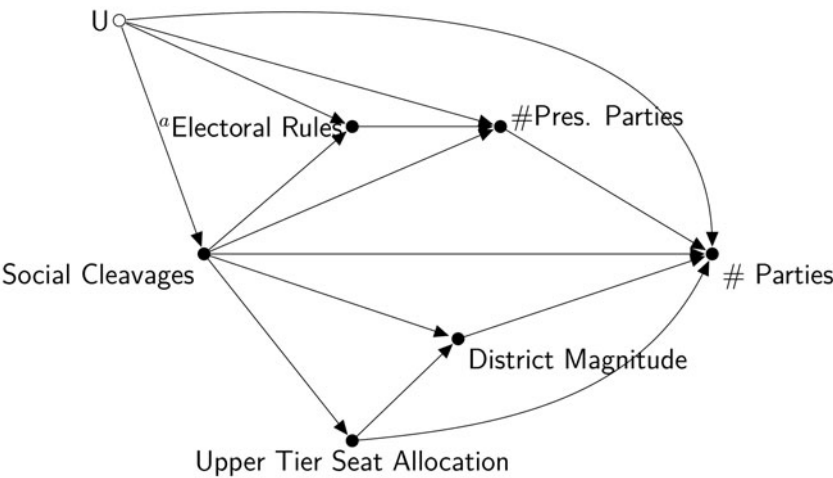 U
ᵃElectoral Rules
#Pres. Parties
Social Cleavages
# Parties
District Magnitude
Upper Tier Seat Allocation